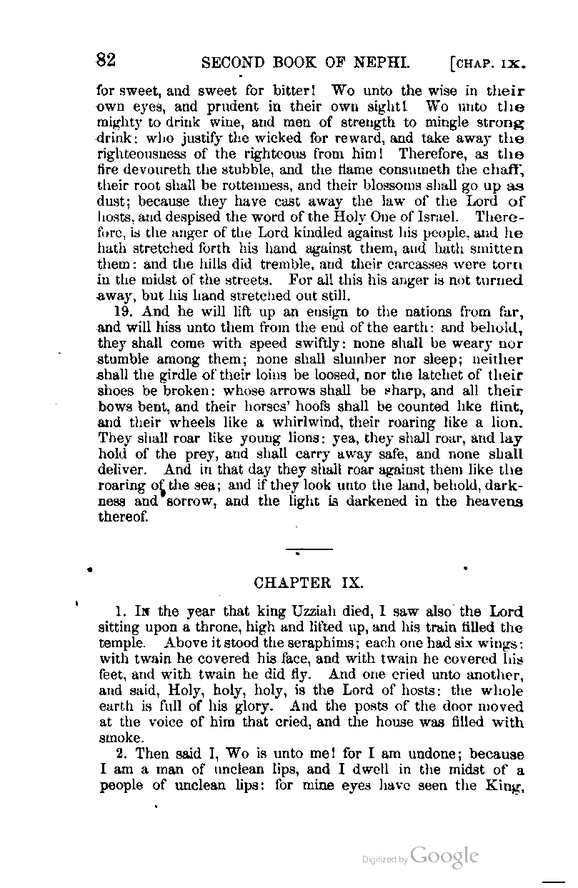 82 SECOND BOOK OF NEPHI. [CHAP. IX.
for sweet, and sweet for bitter! Wo unto the wise in their
own eyes, and prudent in their own sight! Wo unto the
mighty to drink wine, and men of strength to mingle strong
drink: who justify the wicked for reward, and take away the
righteousness of the righteous from him! Therefore, as the
fire devoureth the stubble, and the flame consumeth the chaff,
their root shall be rottenness, and their blossoms shall go up as
dust; because they have cast away the law of the Lord of
hosts, and despised the word of the Holy One of Israel. There-
fore, is the anger of the Lord kindled against his people, and he
hath stretched forth his hand against them, and hath smitten
them: and the hills did tremble, and their carcasses were torn
in the midst of the streets. For all this his anger is not turned
away, but his hand stretched out still.
19. And he will lift up an ensign to the nations from far,
and will hiss unto them from the end of the earth: and behold,
they shall come with speed swiftly: none shall be weary nor
stumble among them; none shall slumber nor sleep; neither
shall the girdle of their loins be loosed, nor the latchet of their
shoes be broken: whose arrows shall be sharp, and all their
bows bent, and their horses' hoofs shall be counted like flint,
and their wheels like a whirlwind, their roaring like a lion.
They shall roar like young lions: yea, they shall roar, and lay
hold of the prey, and shall carry away safe, and none shall
deliver. And in that day they shall roar against them like the
roaring of the sea; and if they look unto the land, behold, dark-
ness and sorrow, and the light is darkened in the heavens
thereof.
CHAPTER IX.
1. IN the year that king Uzziah died, I saw also the Lord
sitting upon a throne, high and lifted up, and his train filled the
temple. Above it stood the seraphims; each one had six wings:
with twain he covered his face, and with twain he covered his
feet, and with twain he did fly. And one cried unto another,
and said, Holy, holy, holy, is the Lord of hosts: the whole
earth is full of his glory. And the posts of the door moved
at the voice of him that cried, and the house was filled with
smoke.
2. Then said I, Wo is unto me! for I am undone; because
I am a man of unclean lips, and I dwell in the midst of a
people of unclean lips: for mine eyes have seen the King,
Digitized by Google